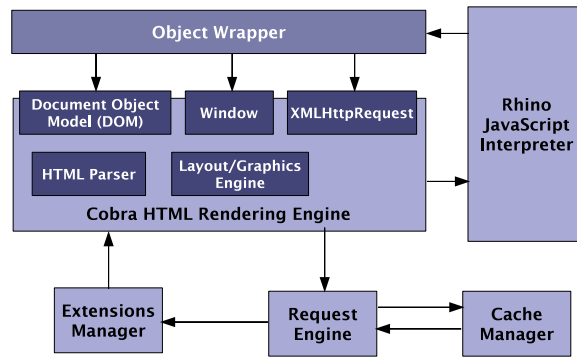 Object Wrapper
Document Object
Model (DOM)
Window
XMLHttpRequest
Rhino
JavaScript
Interpreter
HTML Parser
Layout/Graphics
Engine
Cobra HTML Rendering Engine
Extensions
Manager
Request
Engine
Cache
Manager